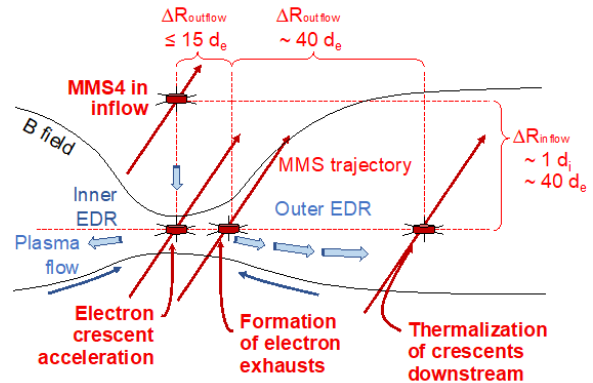 ΔRoutflow
≤ 15 de
ΔRoutflow
~ 40 de
MMS4 in
inflow
B field
ΔRinflow
~ 1 di
~ 40 de
MMS trajectory
Inner
EDR
Outer EDR
Plasma
flow
Electron
crescent
acceleration
Formation
of electron
exhausts
Thermalization
of crescents
downstream